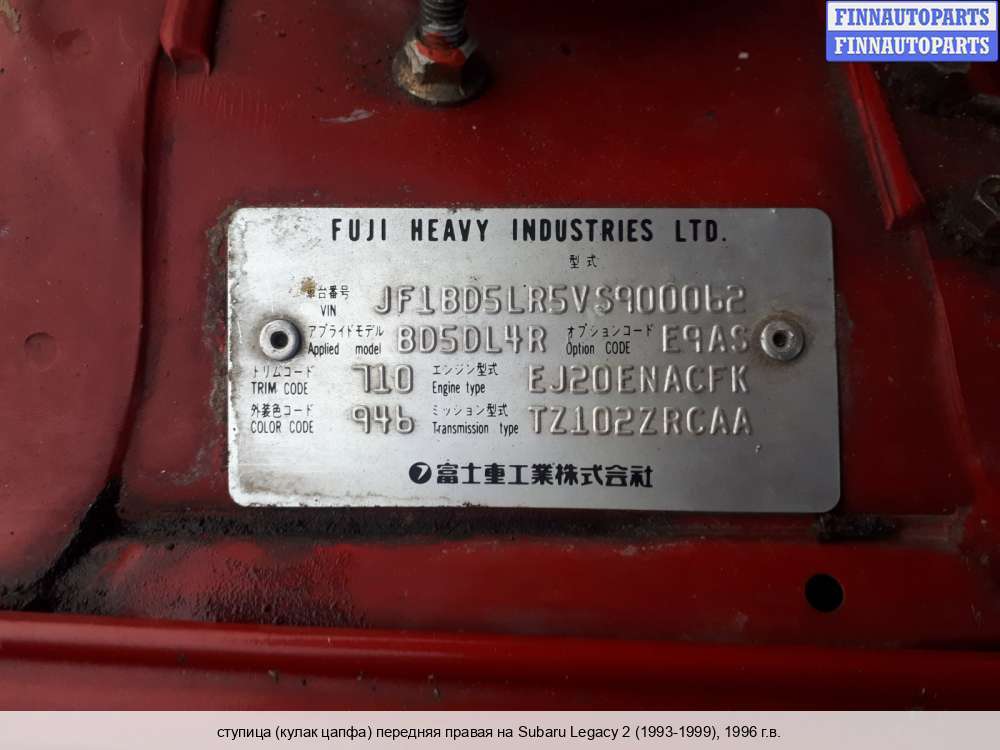 FINNAUTOPARTS
FINNAUTOPARTS
FUJI HEAVY INDUSTRIES LTD.
型式
車台番号
VIN JF1BD5LR5VS900062
アプライドモデル オプションコード
Applied model BD5DL4R Option CODE E9AS
トリムコード エンジン型式
TRIM CODE 710 Engine type EJ20ENACFK
外装色コード ミッション型式
COLOR CODE 946 Transmission type TZ102ZRCAA
富士重工業株式会社
ступица (кулак цапфа) передняя правая на Subaru Legacy 2 (1993-1999), 1996 г.в.